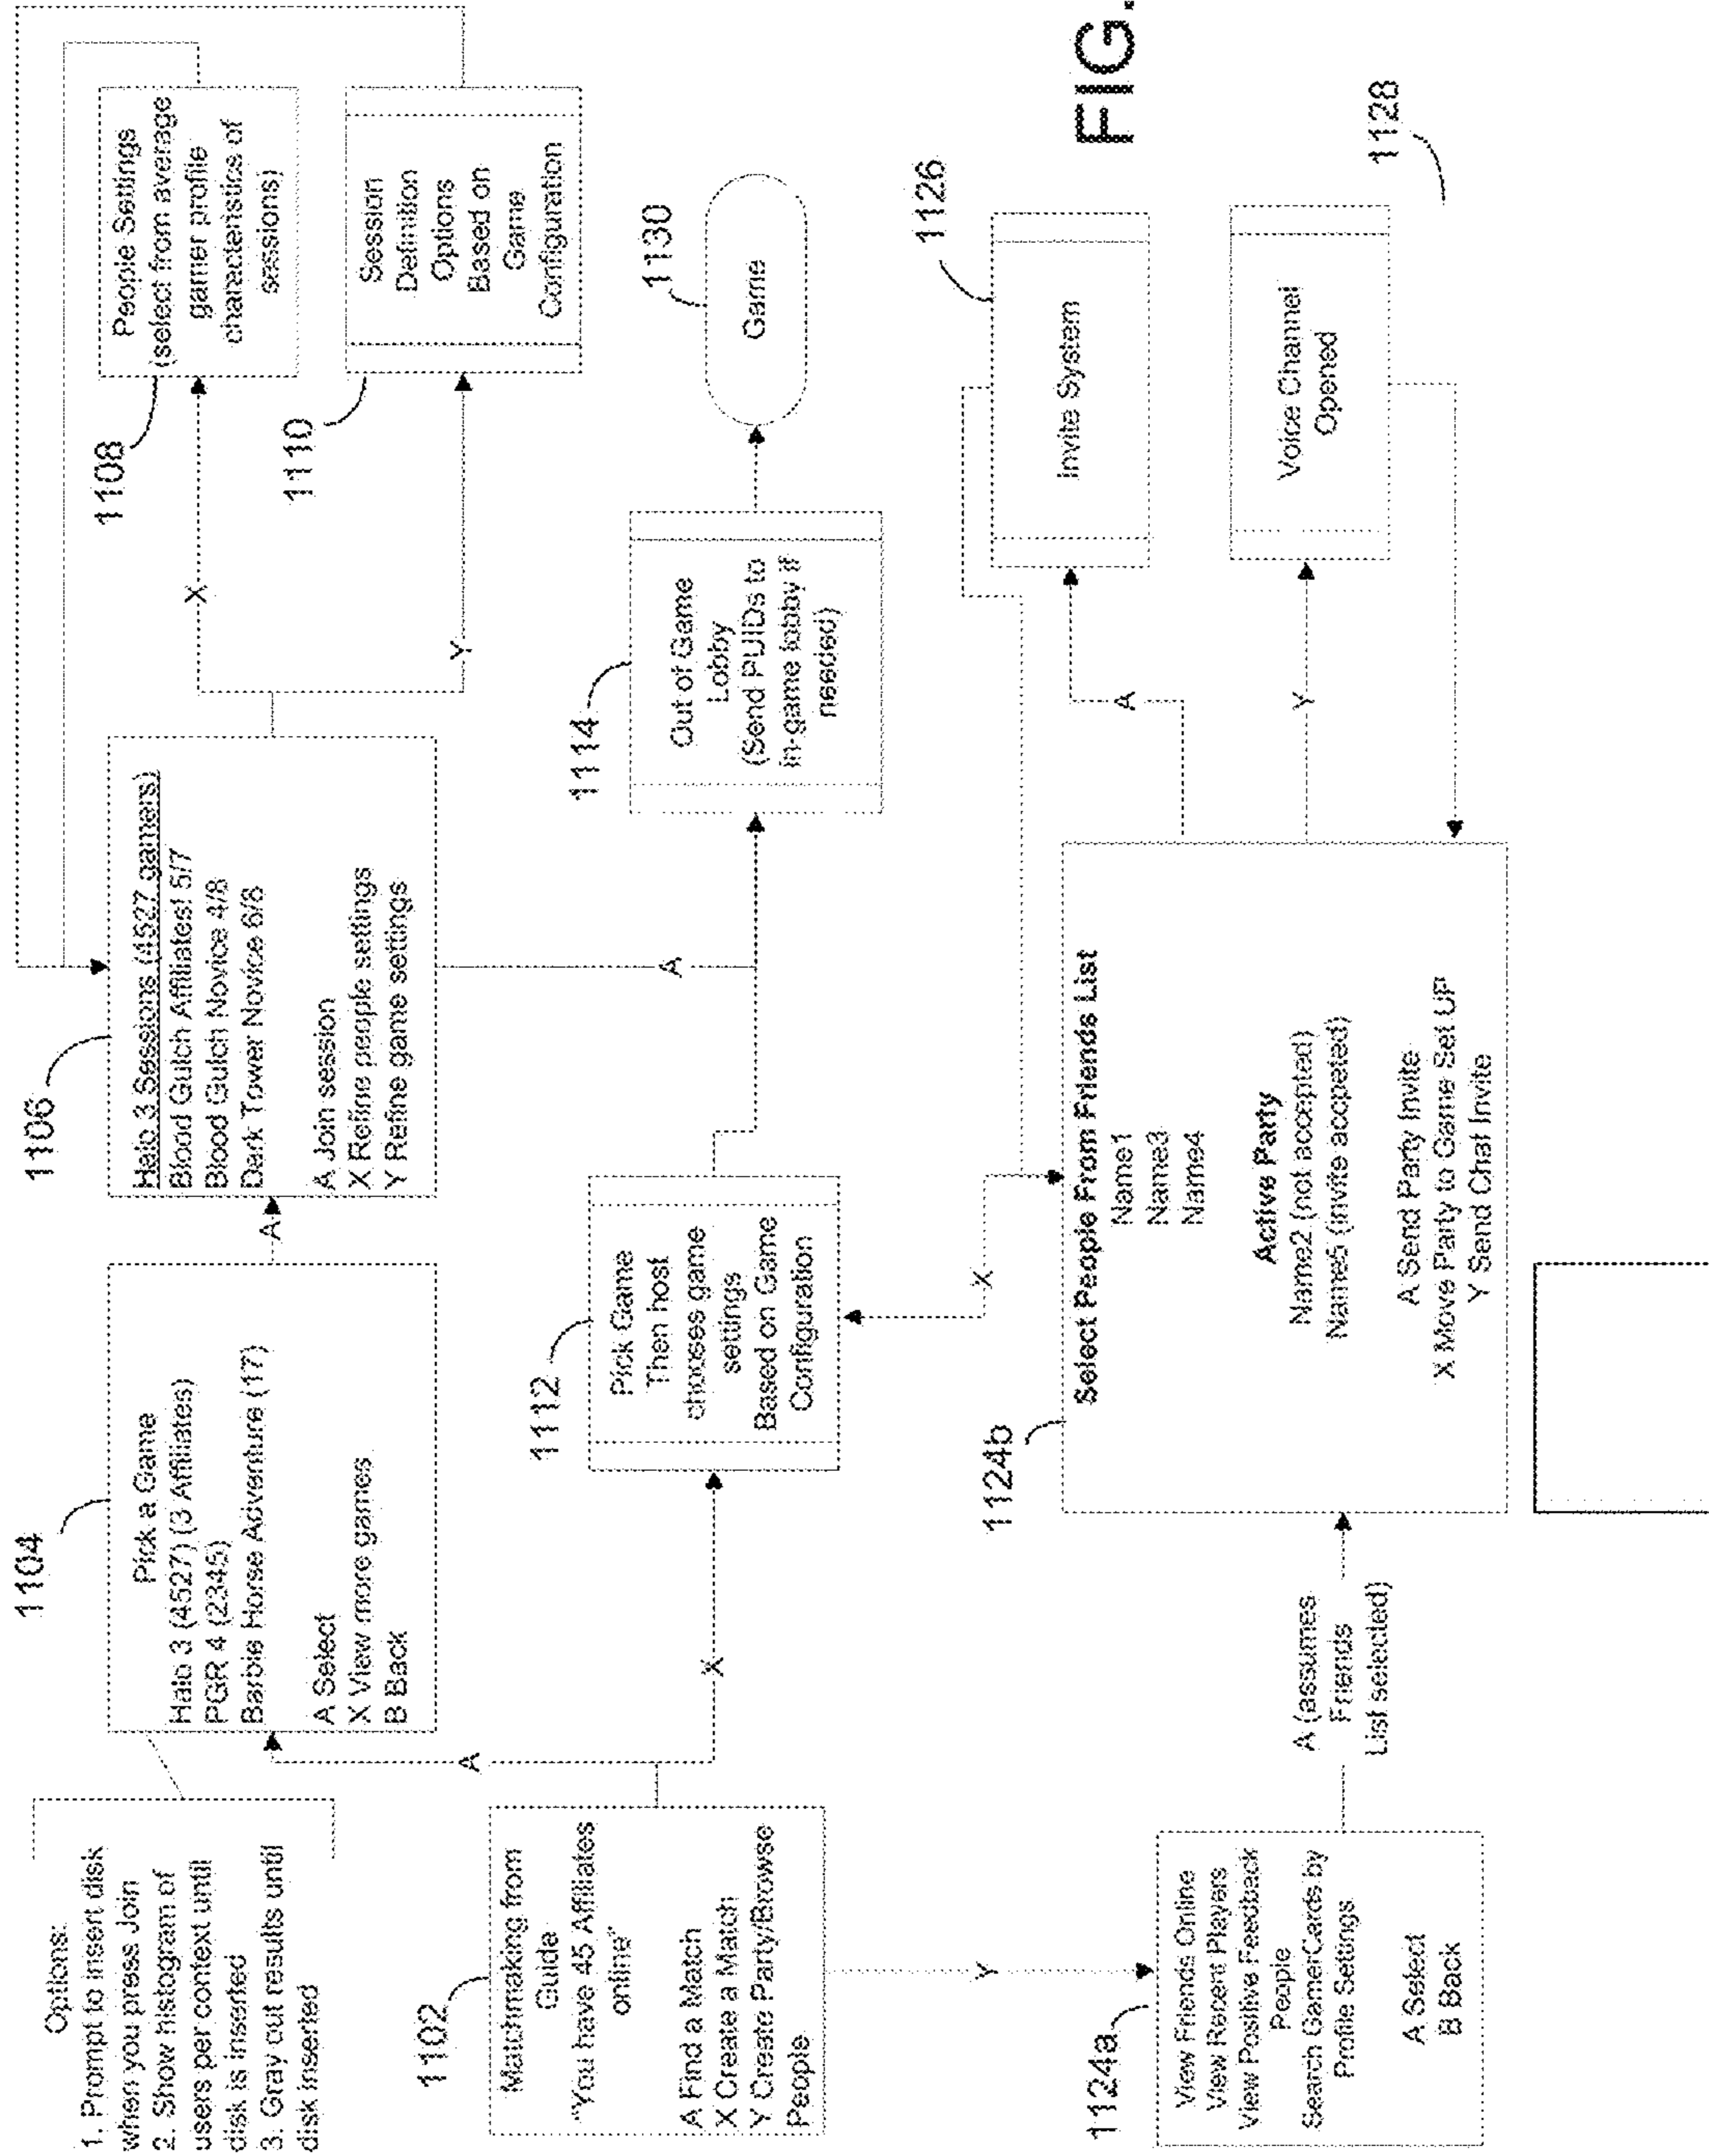 Options:
1. Prompt to insert disk
when you press Join
2. Show histogram of
users per context until
disk is inserted
3. Gray out results until
disk inserted
1104
Pick a Game
Halo 3 (4527) (3 Affiliates)
PGR 4 (2345)
Barbie Horse Adventure (17)
A Select
X View more games
B Back
A
1106
Halo 3 Sessions (4527 gamers)
Blood Gulch Affiliates! 5/7
Blood Gulch Novice 4/8
Dark Tower Novice 6/8
A Join session
X Refine people settings
Y Refine game settings
X
Y
1108
People Settings
(select from average
gamer profile
characteristics of
sessions)
1110
Session
Definition
Options
Based on
Game
Configuration
1102
Matchmaking from
Guide
"You have 45 Affiliates
online"
A Find a Match
X Create a Match
Y Create Party/Browse
People
A
X
1112
Pick Game
Then host
chooses game
settings
Based on Game
Configuration
A
1114
Out of Game
Lobby
(Send PUIDs to
in-game lobby if
needed)
1130
Game
Y
X
1124a
View Friends Online
View Recent Players
View Positive Feedback
People
Search GamerCards by
Profile Settings
A Select
B Back
A (assumes
Friends
List selected)
1124b
Select People From Friends List
Name1
Name3
Name4
Active Party
Name2 (not accepted)
Name5 (invite accpeted)
A Send Party Invite
X Move Party to Game Set UP
Y Send Chat Invite
A
Y
1126
Invite System
Voice Channel
Opened
1128
FIG.